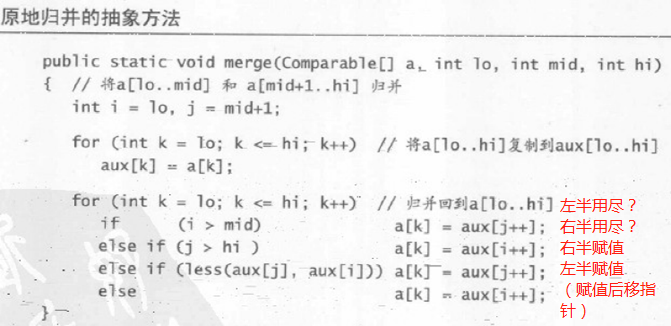 原地归并的抽象方法
public static void merge(Comparable[] a, int lo, int mid, int hi)
{ // 将a[lo..mid] 和 a[mid+1..hi] 归并
int i = lo, j = mid+1;
for (int k = lo; k <= hi; k++) // 将a[lo..hi]复制到aux[lo..hi]
aux[k] = a[k];
for (int k = lo; k <= hi; k++) // 归并回到a[lo..hi] 左半用尽？
if (i > mid) a[k] = aux[j++]; 右半用尽？
else if (j > hi ) a[k] = aux[i++]; 右半赋值
else if (less(aux[j], aux[i])) a[k] = aux[j++]; 左半赋值
else a[k] = aux[i++]; （赋值后移指
} 针）